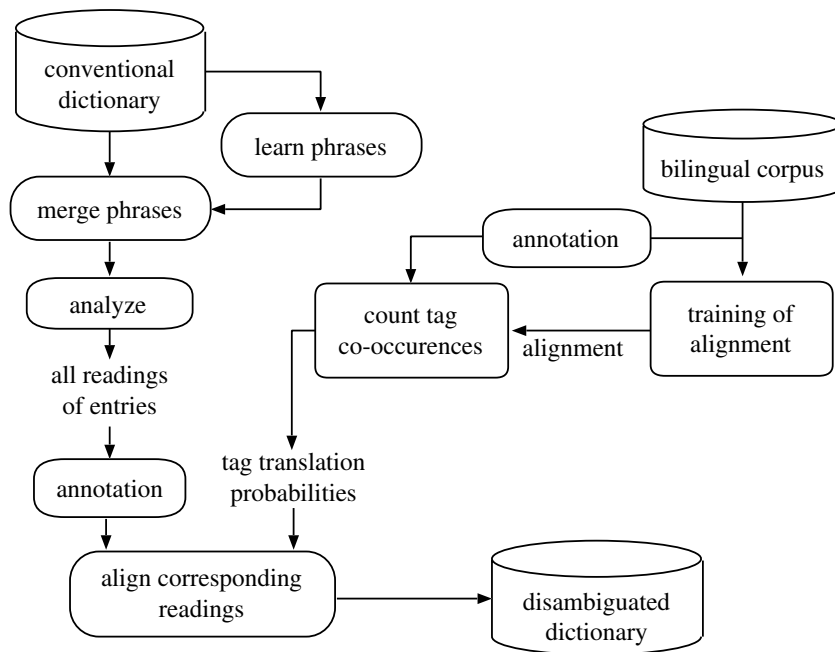 conventional
dictionary
learn phrases
bilingual corpus
merge phrases
annotation
analyze
count tag
co-occurences
alignment
training of
alignment
all readings
of entries
tag translation
probabilities
annotation
align corresponding
readings
disambiguated
dictionary